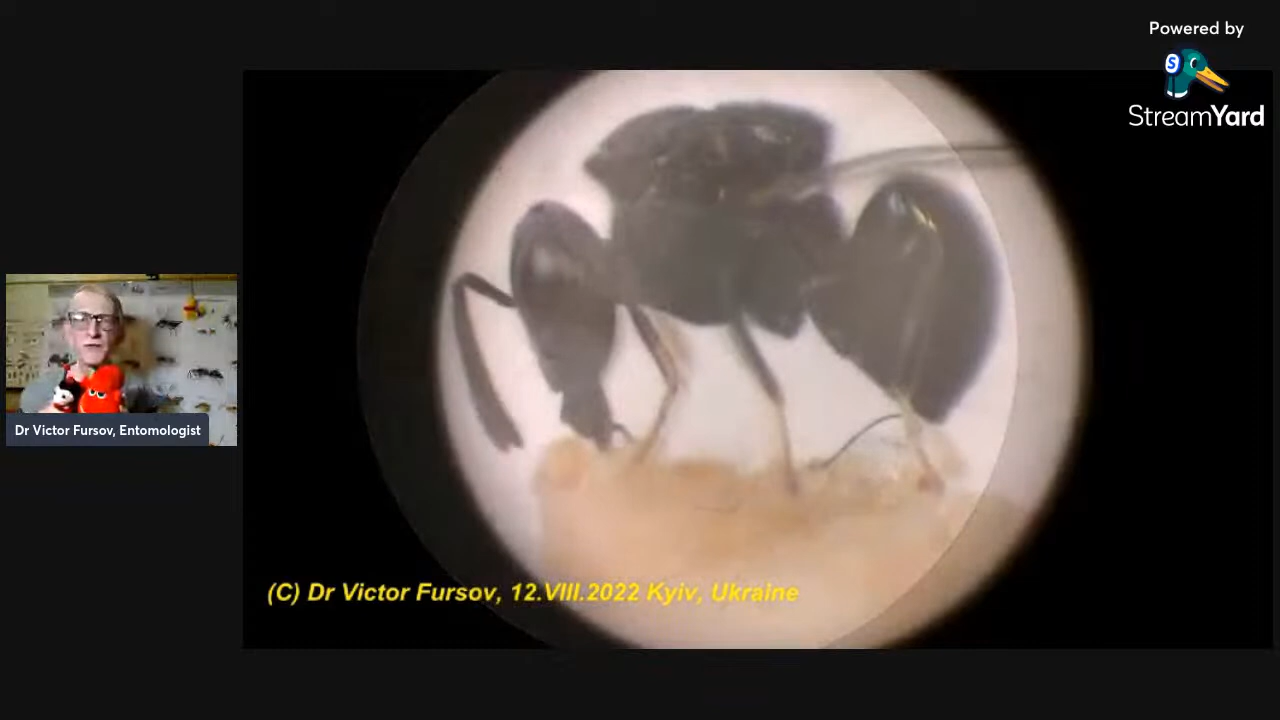 Powered by
S
StreamYard
Dr Victor Fursov, Entomologist
(C) Dr Victor Fursov, 12.VIII.2022 Kyiv, Ukraine